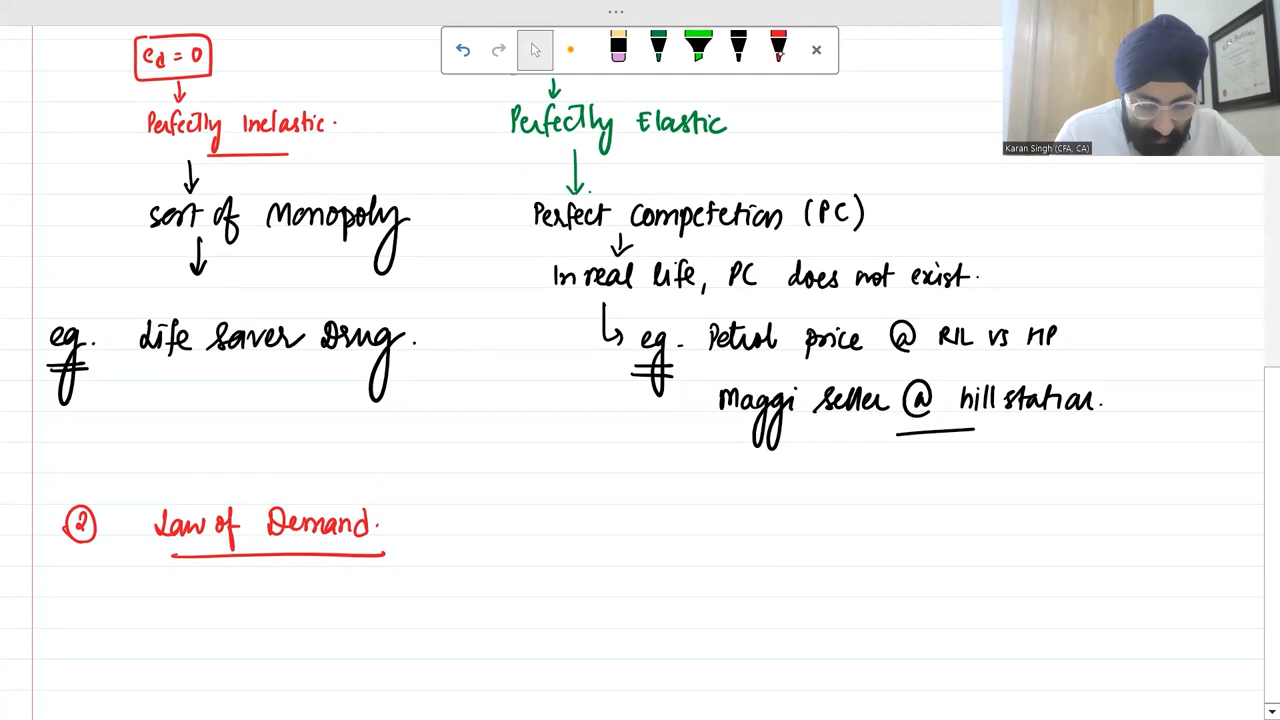 ed = 0
Perfectly Inelastic.
sort of Monopoly
eg. Life Saver Drug.
Perfectly Elastic
Perfect Competetion (PC)
In real life, PC does not exist.
eg. Petrol price @ RIL vs HP
Maggi seller @ hill station.
② Law of Demand.
Karan Singh (CFA, CA)